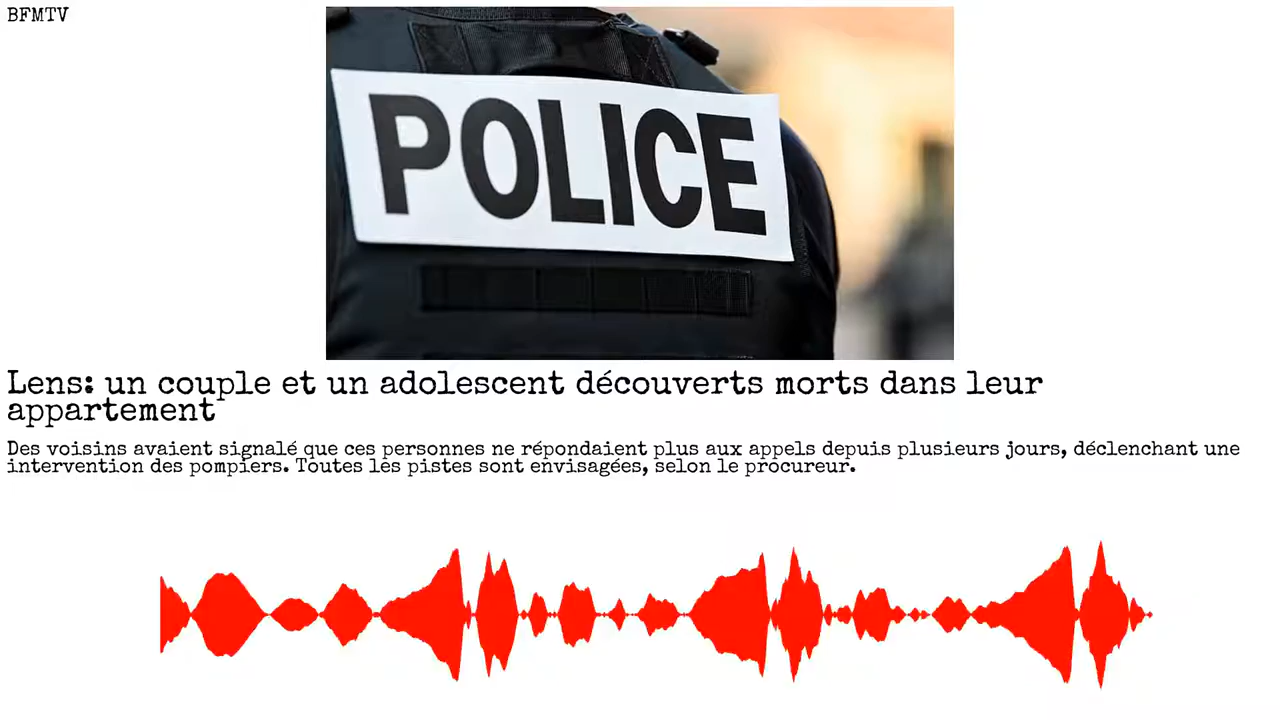 BFMTV
POLICE
Lens: un couple et un adolescent découverts morts dans leur
appartement
Des voisins avaient signalé que ces personnes ne répondaient plus aux appels depuis plusieurs jours, déclenchant une
intervention des pompiers. Toutes les pistes sont envisagées, selon le procureur.